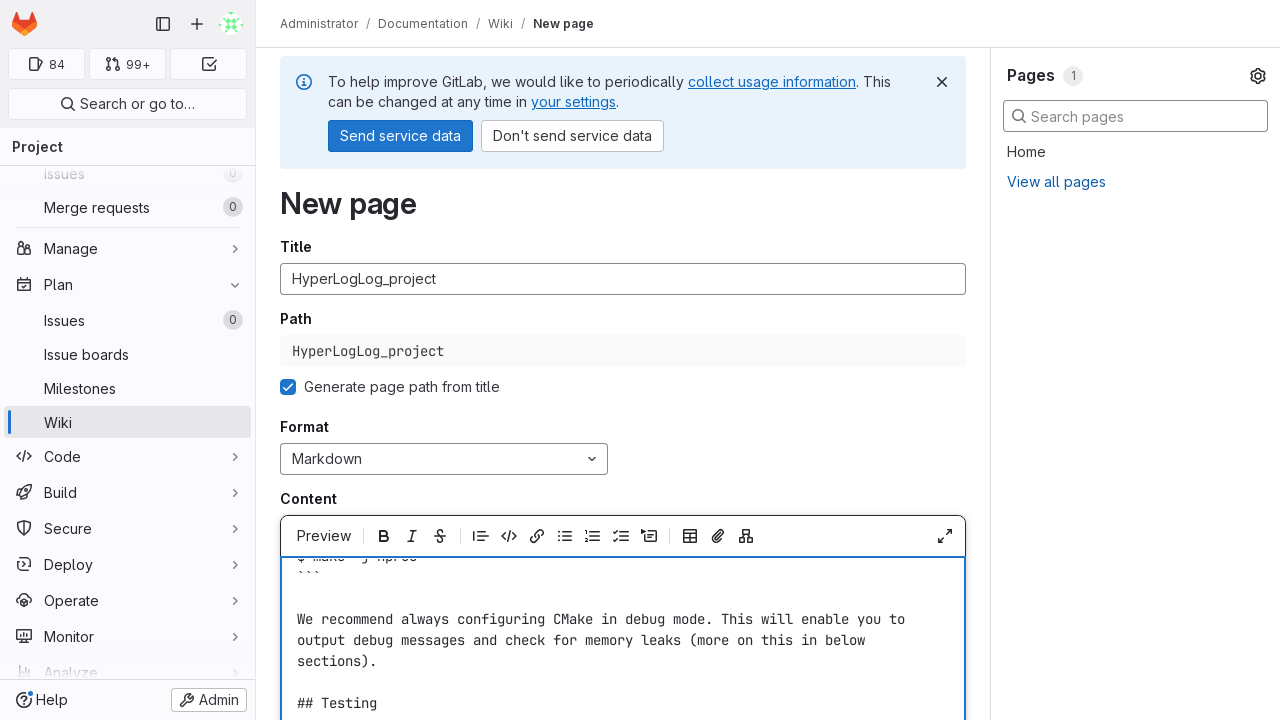 Administrator / Documentation / Wiki / New page
84
99+
Search or go to…
Project
Issues 0
Merge requests 0
Manage
Plan
Issues 0
Issue boards
Milestones
Wiki
Code
Build
Secure
Deploy
Operate
Monitor
Analyze
Help
Admin
To help improve GitLab, we would like to periodically collect usage information. This
can be changed at any time in your settings.
Send service data
Don't send service data
New page
Title
HyperLogLog_project
Path
HyperLogLog_project
Generate page path from title
Format
Markdown
Content
Preview
$ make -j nproc
```
We recommend always configuring CMake in debug mode. This will enable you to
output debug messages and check for memory leaks (more on this in below
sections).
## Testing
Pages 1
Search pages
Home
View all pages